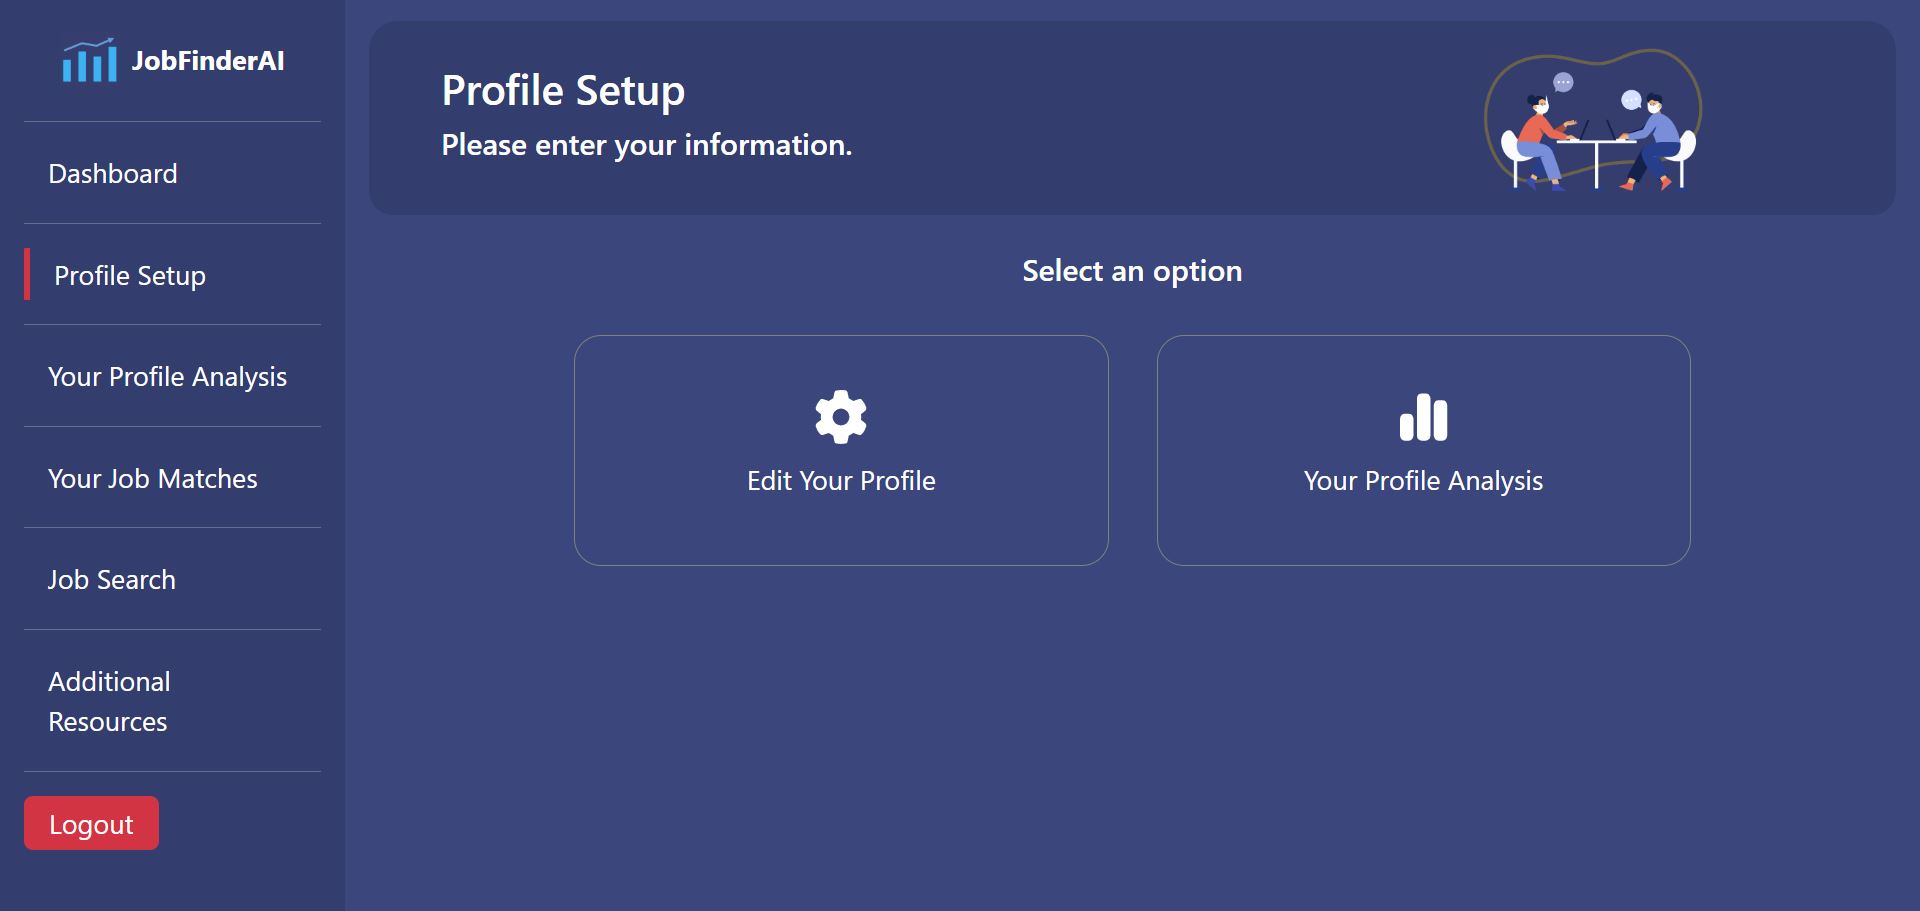 JobFinderAI
Dashboard
Profile Setup
Your Profile Analysis
Your Job Matches
Job Search
Additional
Resources
Logout
Profile Setup
Please enter your information.
Select an option
Edit Your Profile
Your Profile Analysis